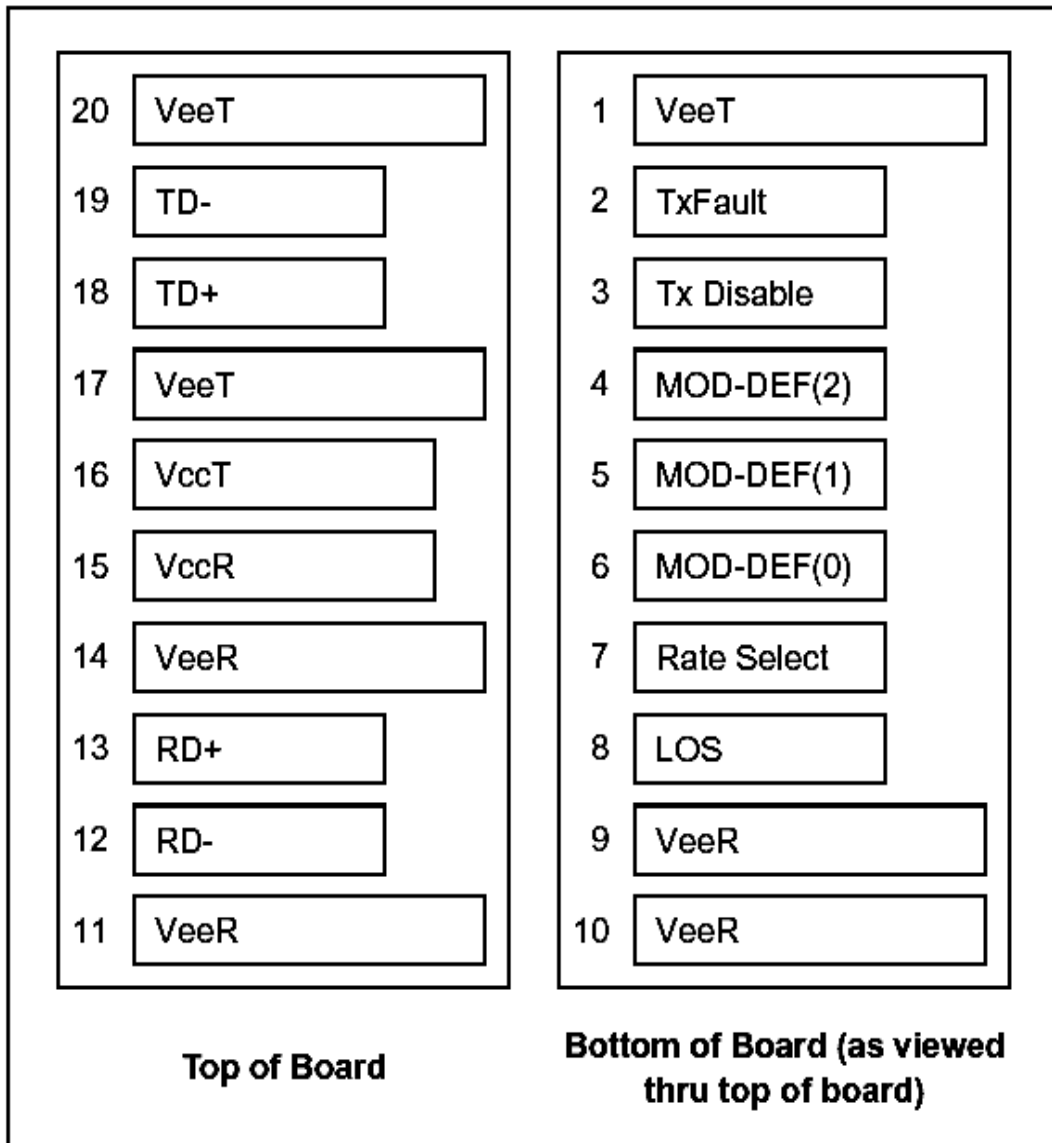 20 VeeT
19 TD-
18 TD+
17 VeeT
16 VccT
15 VccR
14 VeeR
13 RD+
12 RD-
11 VeeR
Top of Board
1 VeeT
2 TxFault
3 Tx Disable
4 MOD-DEF(2)
5 MOD-DEF(1)
6 MOD-DEF(0)
7 Rate Select
8 LOS
9 VeeR
10 VeeR
Bottom of Board (as viewed
thru top of board)